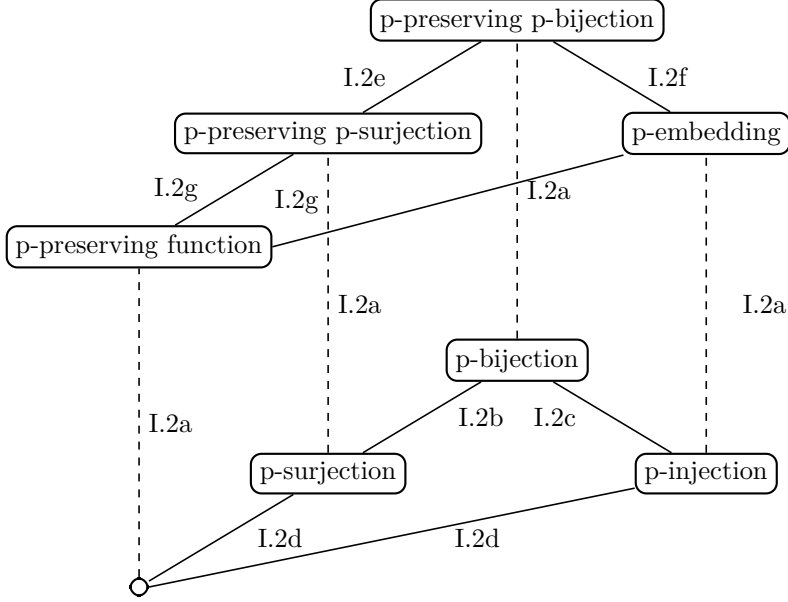 p-preserving p-bijection
I.2e
I.2f
p-preserving p-surjection
p-embedding
I.2g
I.2g
I.2a
p-preserving function
I.2a
I.2a
p-bijection
I.2a
I.2b
I.2c
p-surjection
p-injection
I.2d
I.2d